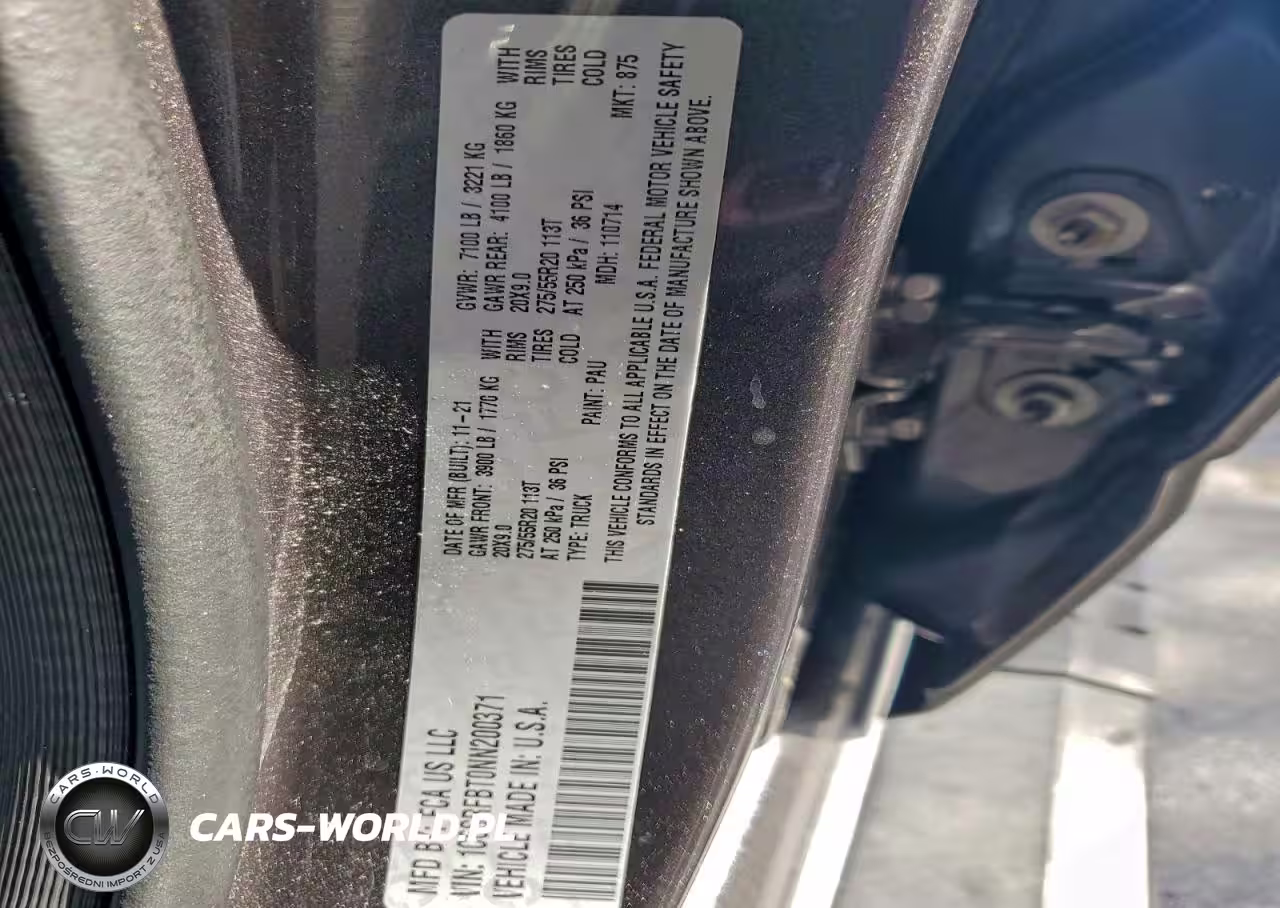 MFD BY FCA US LLC
VIN:
VEHICLE MADE IN: U.S.A.
DATE OF MFR (BUILT): 11-21
GAWR FRONT: 3900 LB / 1770 KG WITH
20X9.0 RIMS
275/55R20 113T TIRES
AT 250 kPa / 36 PSI COLD
TYPE: TRUCK PAINT: PAU
GVWR: 7100 LB / 3221 KG
GAWR REAR: 4100 LB / 1860 KG WITH
20X9.0 RIMS
275/55R20 113T TIRES
AT 250 kPa / 36 PSI COLD
MDH: 110714 MKT: 875
THIS VEHICLE CONFORMS TO ALL APPLICABLE U.S.A. FEDERAL MOTOR VEHICLE SAFETY
STANDARDS IN EFFECT ON THE DATE OF MANUFACTURE SHOWN ABOVE.
CARS-WORLD
CW
BEZPOŚREDNI IMPORT Z USA
CARS-WORLD.PL